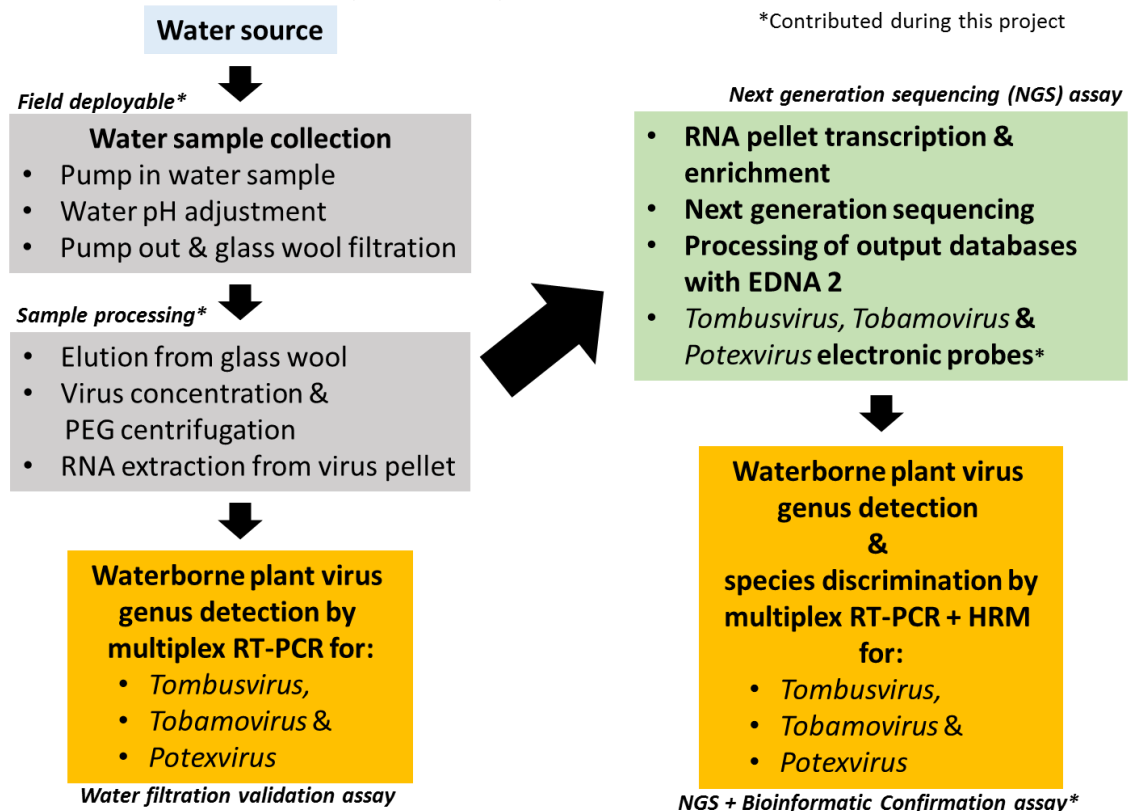 Water source
*Contributed during this project
Field deployable*
Water sample collection
• Pump in water sample
• Water pH adjustment
• Pump out & glass wool filtration
Sample processing*
• Elution from glass wool
• Virus concentration &
PEG centrifugation
• RNA extraction from virus pellet
Waterborne plant virus
genus detection by
multiplex RT-PCR for:
• Tombusvirus,
• Tobamovirus &
• Potexvirus
Water filtration validation assay
Next generation sequencing (NGS) assay
• RNA pellet transcription &
enrichment
• Next generation sequencing
• Processing of output databases
with EDNA 2
• Tombusvirus, Tobamovirus &
Potexvirus electronic probes*
Waterborne plant virus
genus detection
&
species discrimination by
multiplex RT-PCR + HRM
for:
• Tombusvirus,
• Tobamovirus &
• Potexvirus
NGS + Bioinformatic Confirmation assay*